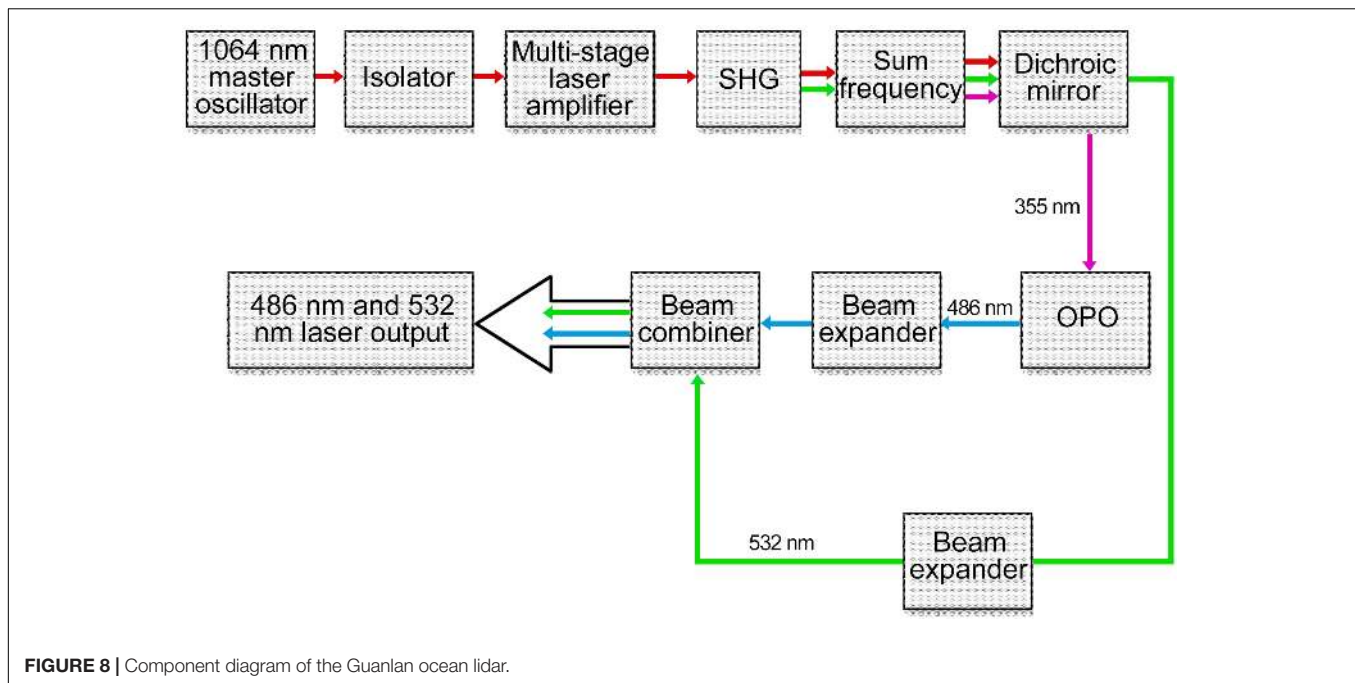 1064 nm
master
oscillator
Isolator
Multi-stage
laser
amplifier
SHG
Sum
frequency
Dichroic
mirror
355 nm
486 nm and 532
nm laser output
Beam
combiner
Beam
expander
486 nm
OPO
532 nm
Beam
expander
FIGURE 8 | Component diagram of the Guanlan ocean lidar.